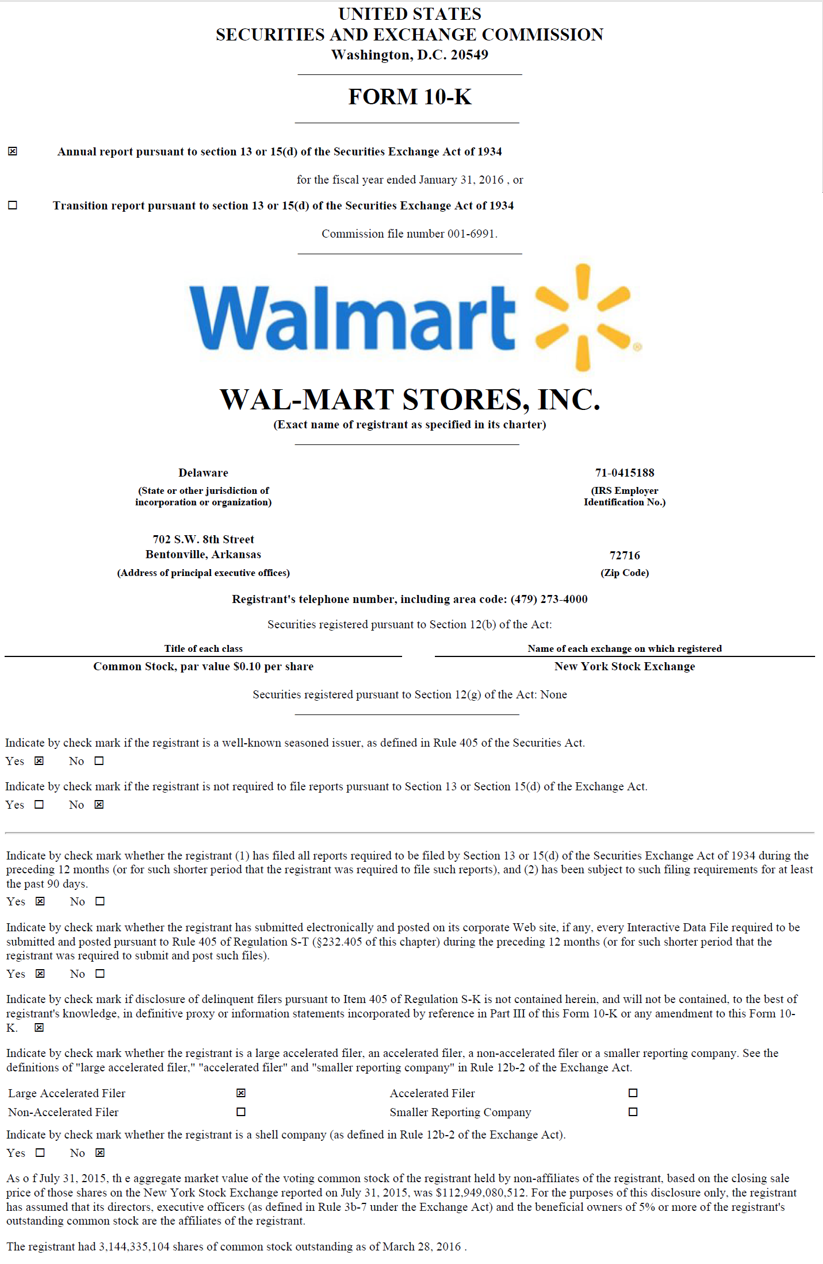 UNITED STATES
SECURITIES AND EXCHANGE COMMISSION
Washington, D.C. 20549
FORM 10-K
☒ Annual report pursuant to section 13 or 15(d) of the Securities Exchange Act of 1934
for the fiscal year ended January 31, 2016 , or
☐ Transition report pursuant to section 13 or 15(d) of the Securities Exchange Act of 1934
Commission file number 001-6991.
Walmart ®
WAL-MART STORES, INC.
(Exact name of registrant as specified in its charter)
Delaware 71-0415188
(State or other jurisdiction of (IRS Employer
incorporation or organization) Identification No.)
702 S.W. 8th Street
Bentonville, Arkansas 72716
(Address of principal executive offices) (Zip Code)
Registrant's telephone number, including area code: (479) 273-4000
Securities registered pursuant to Section 12(b) of the Act:
Title of each class Name of each exchange on which registered
Common Stock, par value $0.10 per share New York Stock Exchange
Securities registered pursuant to Section 12(g) of the Act: None
Indicate by check mark if the registrant is a well-known seasoned issuer, as defined in Rule 405 of the Securities Act.
Yes ☒ No ☐
Indicate by check mark if the registrant is not required to file reports pursuant to Section 13 or Section 15(d) of the Exchange Act.
Yes ☐ No ☒
Indicate by check mark whether the registrant (1) has filed all reports required to be filed by Section 13 or 15(d) of the Securities Exchange Act of 1934 during the
preceding 12 months (or for such shorter period that the registrant was required to file such reports), and (2) has been subject to such filing requirements for at least
the past 90 days.
Yes ☒ No ☐
Indicate by check mark whether the registrant has submitted electronically and posted on its corporate Web site, if any, every Interactive Data File required to be
submitted and posted pursuant to Rule 405 of Regulation S-T (§232.405 of this chapter) during the preceding 12 months (or for such shorter period that the
registrant was required to submit and post such files).
Yes ☒ No ☐
Indicate by check mark if disclosure of delinquent filers pursuant to Item 405 of Regulation S-K is not contained herein, and will not be contained, to the best of
registrant's knowledge, in definitive proxy or information statements incorporated by reference in Part III of this Form 10-K or any amendment to this Form 10-
K. ☒
Indicate by check mark whether the registrant is a large accelerated filer, an accelerated filer, a non-accelerated filer or a smaller reporting company. See the
definitions of "large accelerated filer," "accelerated filer" and "smaller reporting company" in Rule 12b-2 of the Exchange Act.
Large Accelerated Filer ☒ Accelerated Filer ☐
Non-Accelerated Filer ☐ Smaller Reporting Company ☐
Indicate by check mark whether the registrant is a shell company (as defined in Rule 12b-2 of the Exchange Act).
Yes ☐ No ☒
As o f July 31, 2015, th e aggregate market value of the voting common stock of the registrant held by non-affiliates of the registrant, based on the closing sale
price of those shares on the New York Stock Exchange reported on July 31, 2015, was $112,949,080,512. For the purposes of this disclosure only, the registrant
has assumed that its directors, executive officers (as defined in Rule 3b-7 under the Exchange Act) and the beneficial owners of 5% or more of the registrant's
outstanding common stock are the affiliates of the registrant.
The registrant had 3,144,335,104 shares of common stock outstanding as of March 28, 2016 .